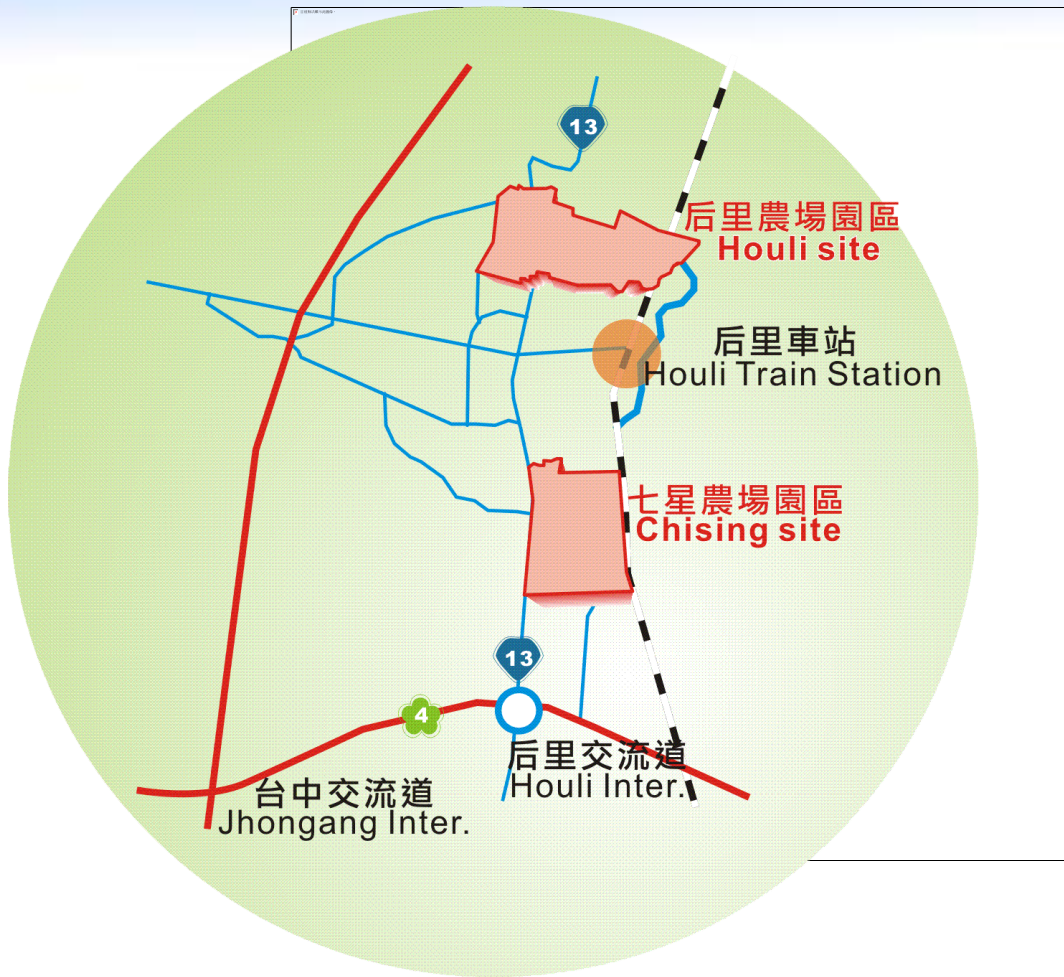 13
后里農場園區
Houli site
后里車站
Houli Train Station
七星農場園區
Chising site
13
4
后里交流道
Houli Inter.
台中交流道
Jhongang Inter.